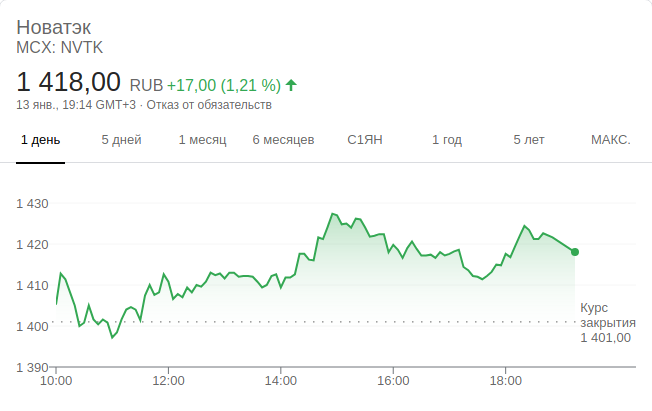 Новатэк
MCX: NVTK
1 418,00 RUB +17,00 (1,21 %)
13 янв., 19:14 GMT+3 · Отказ от обязательств
1 день 5 дней 1 месяц 6 месяцев С1ЯН 1 год 5 лет МАКС.
1 430
1 420
1 410
1 400
1 390
Курс
закрытия
1 401,00
10:00 12:00 14:00 16:00 18:00